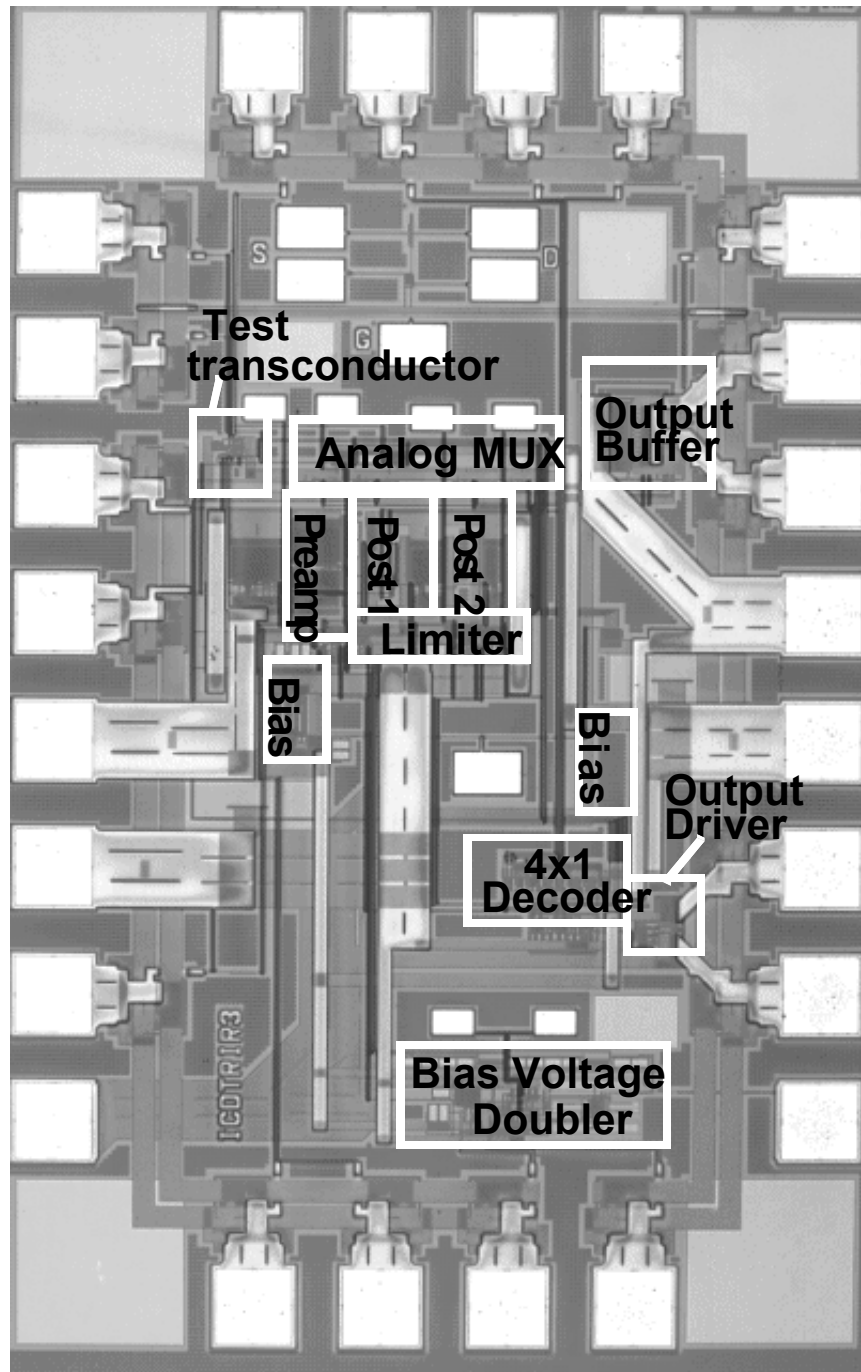 S
D
G
Test
transconductor
Output
Buffer
Analog MUX
Preamp
Post 1
Post 2
Limiter
Bias
Bias
Output
Driver
4x1
Decoder
ICDTRIR3
Bias Voltage
Doubler